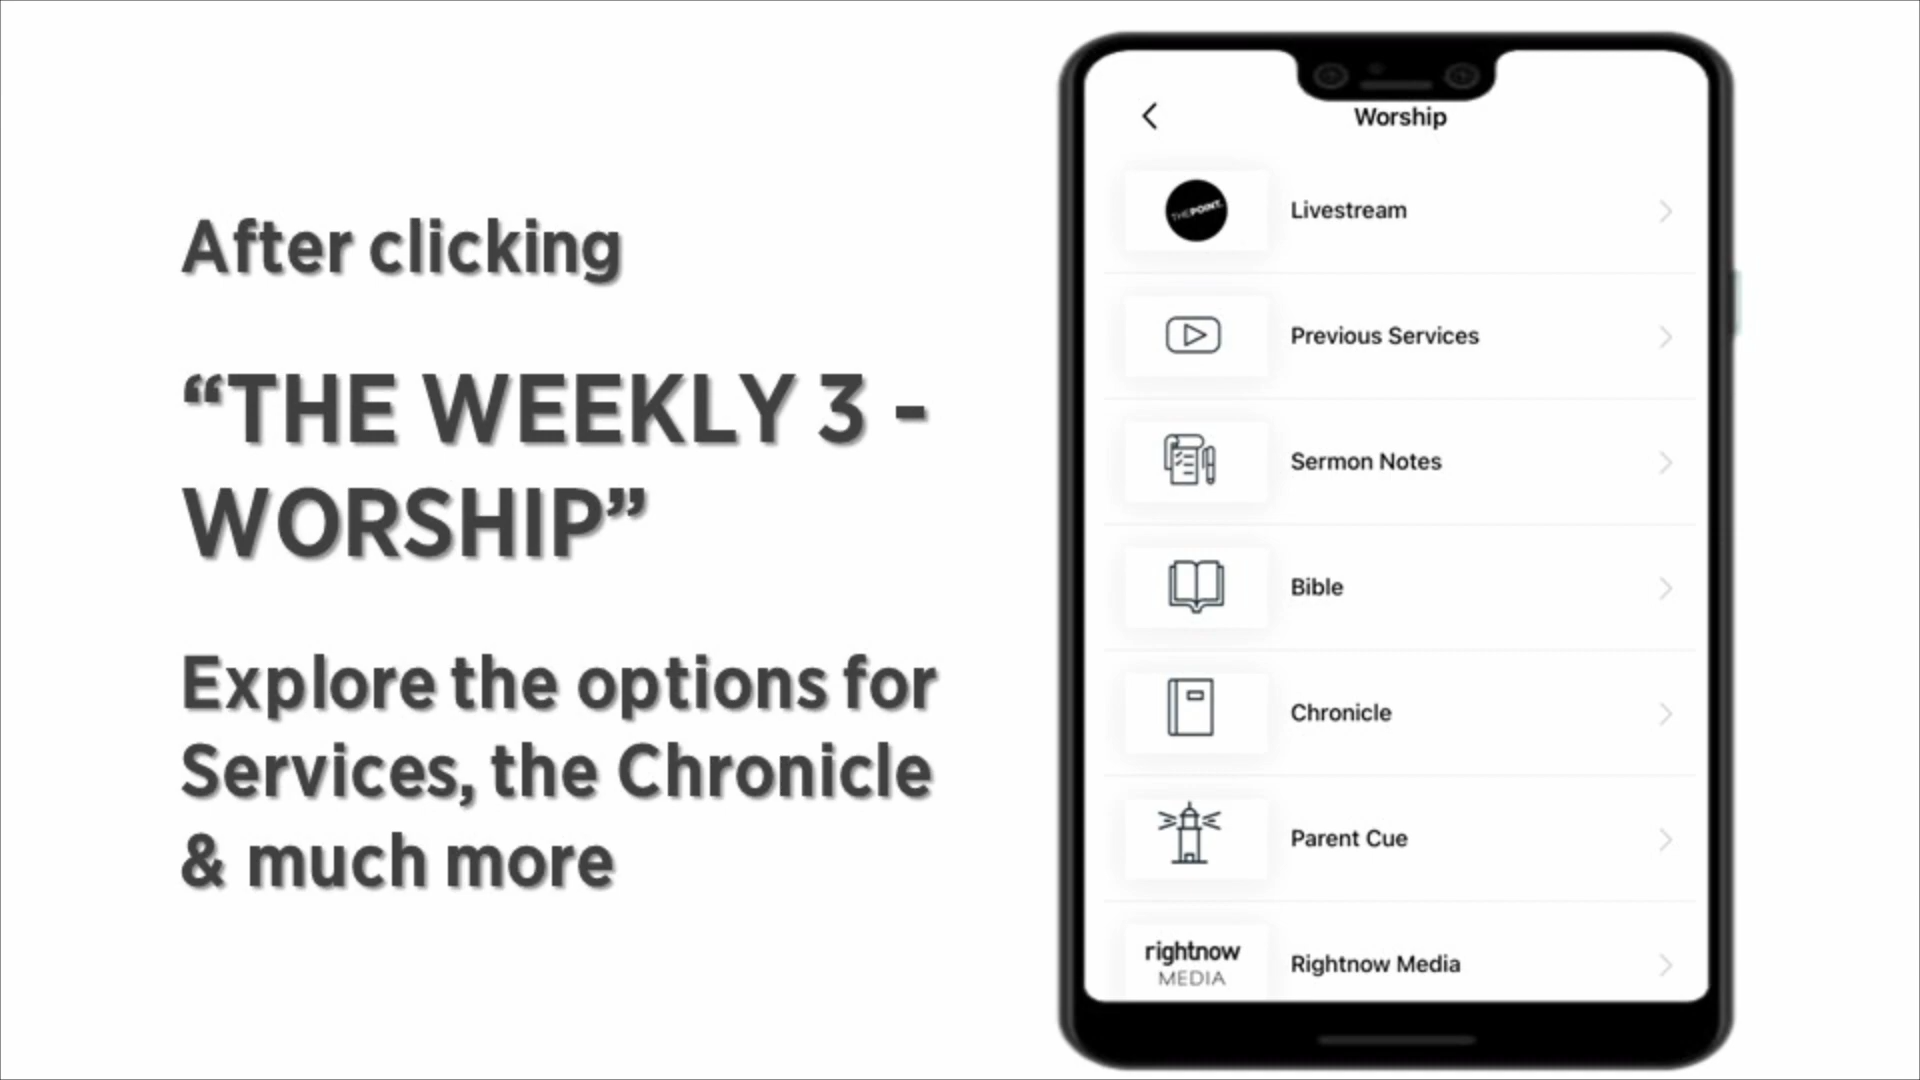 After clicking
“THE WEEKLY 3 -
WORSHIP”
Explore the options for
Services, the Chronicle
& much more
Worship
THEPOINT.
Livestream
Previous Services
Sermon Notes
Bible
Chronicle
Parent Cue
rightnow
MEDIA
Rightnow Media